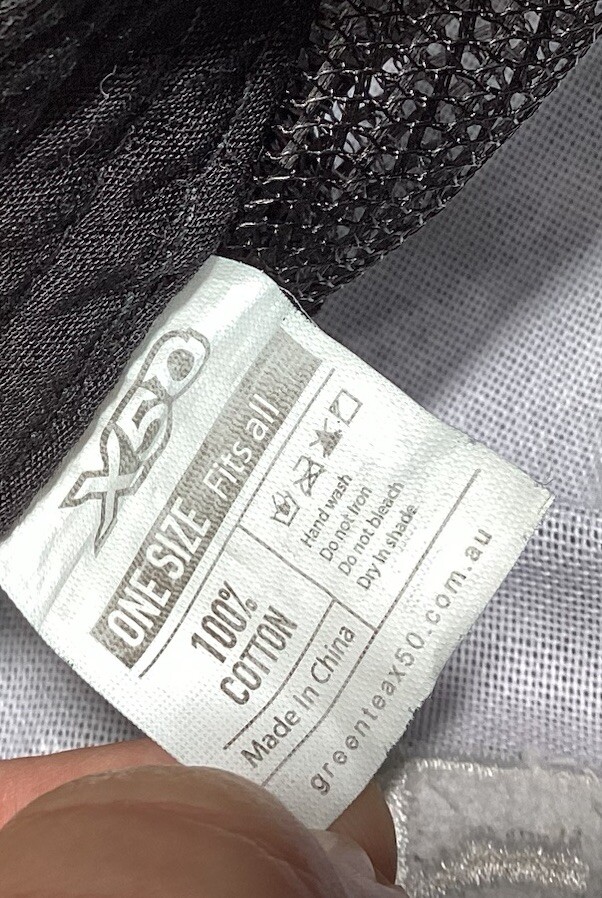 X50
ONE SIZE Fits all
100%
COTTON
Hand wash
Do not Iron
Do not bleach
Dry In shade
Made In China
greenteax50.com.au